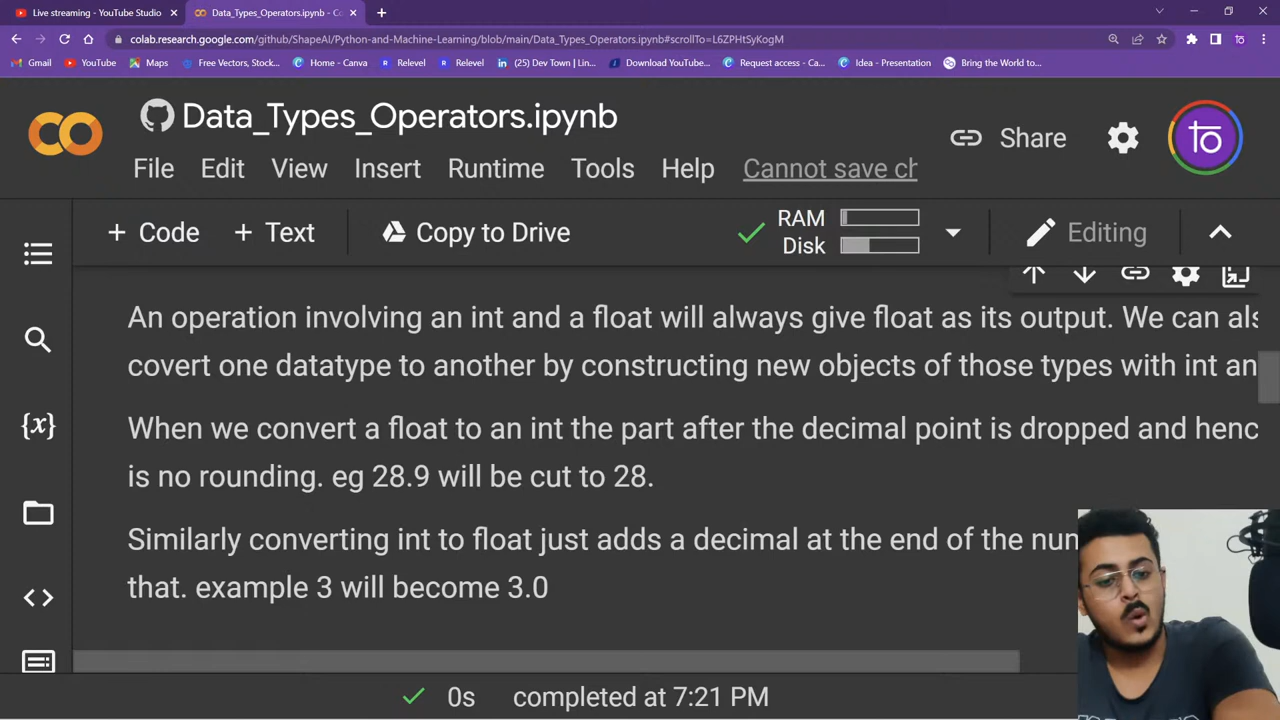 Live streaming - YouTube Studio
Data_Types_Operators.ipynb - Co
colab.research.google.com/github/ShapeAI/Python-and-Machine-Learning/blob/main/Data_Types_Operators.ipynb#scrollTo=L6ZPHtSyKogM
Gmail YouTube Maps Free Vectors, Stock... Home - Canva Relevel Relevel (25) Dev Town | Lin... Download YouTube... Request access - Ca... Idea - Presentation Bring the World to...
Data_Types_Operators.ipynb
Share
to
File Edit View Insert Runtime Tools Help Cannot save ch
+ Code + Text Copy to Drive
RAM
Disk
Editing
An operation involving an int and a float will always give float as its output. We can als
covert one datatype to another by constructing new objects of those types with int an
{x}
When we convert a float to an int the part after the decimal point is dropped and henc
is no rounding. eg 28.9 will be cut to 28.
Similarly converting int to float just adds a decimal at the end of the
that. example 3 will become 3.0
0s completed at 7:21 PM